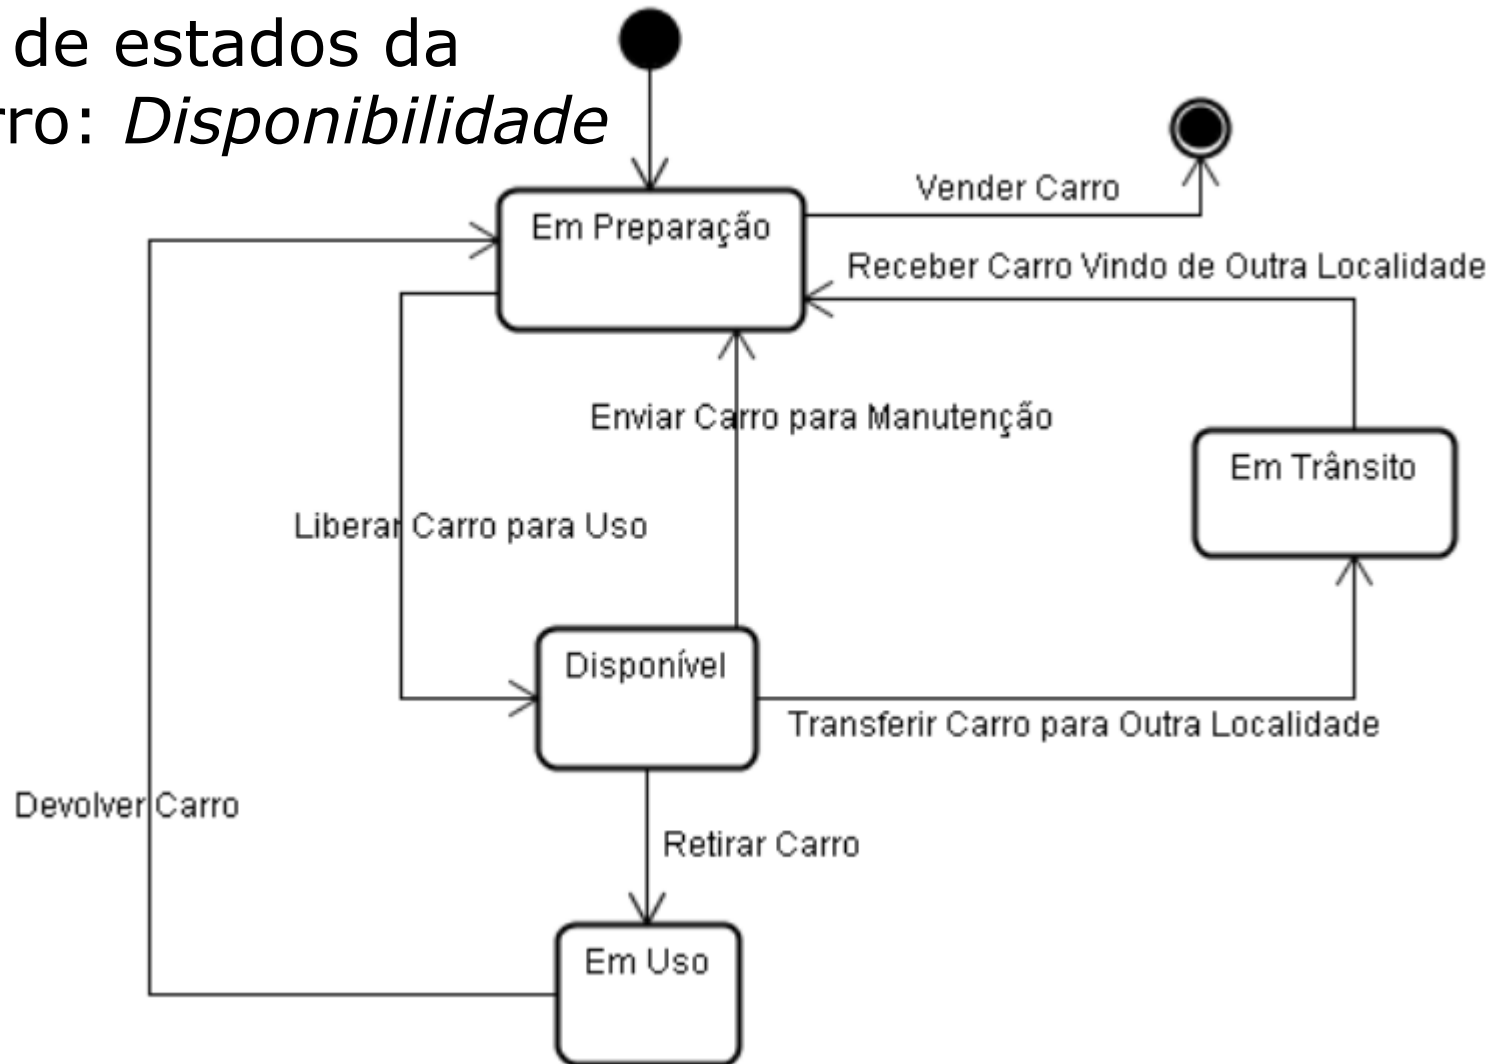 de estados da
rro: Disponibilidade
Vender Carro
Em Preparação
Receber Carro Vindo de Outra Localidade
Enviar Carro para Manutenção
Em Trânsito
Liberar Carro para Uso
Disponível
Transferir Carro para Outra Localidade
Devolver Carro
Retirar Carro
Em Uso